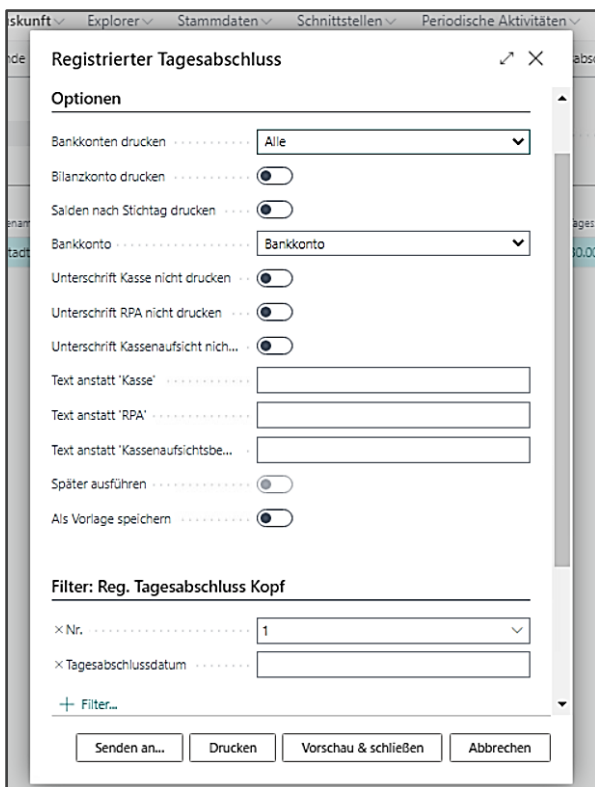 iskunft Explorer Stammdaten Schnittstellen Periodische Aktivitäten
Registrierter Tagesabschluss
Optionen
Bankkonten drucken Alle
Bilanzkonto drucken
Salden nach Stichtag drucken
Bankkonto Bankkonto
Unterschrift Kasse nicht drucken
Unterschrift RPA nicht drucken
Unterschrift Kassenaufsicht nich...
Text anstatt 'Kasse'
Text anstatt 'RPA'
Text anstatt 'Kassenaufsichtsbe...
Später ausführen
Als Vorlage speichern
Filter: Reg. Tagesabschluss Kopf
× Nr. 1
× Tagesabschlussdatum
+ Filter...
Senden an... Drucken Vorschau & schließen Abbrechen